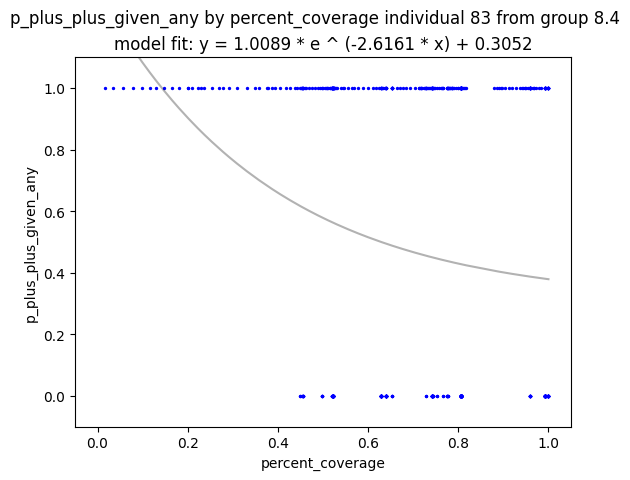 p_plus_plus_given_any by percent_coverage individual 83 from group 8.4
model fit: y = 1.0089 * e ^ (-2.6161 * x) + 0.3052
1.0
0.8
0.6
0.4
0.2
0.0
p_plus_plus_given_any
0.0 0.2 0.4 0.6 0.8 1.0
percent_coverage